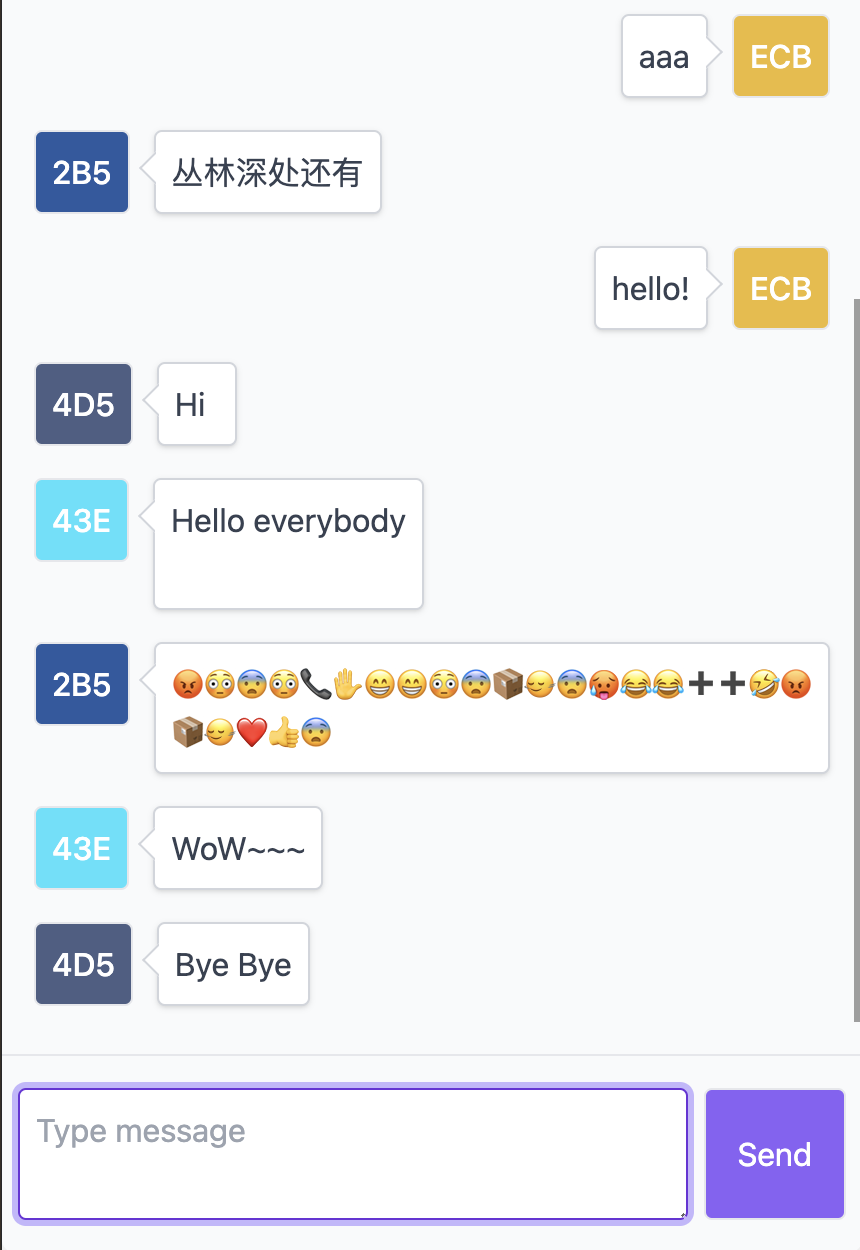 aaa ECB
2B5 丛林深处还有
hello! ECB
4D5 Hi
43E Hello everybody
2B5 😡😳😨😳📞✋😁😁😳😨📦🥲😨🥵😂😂➕➕🤣😡
📦🥲❤️👍😨
43E WoW~~~
4D5 Bye Bye
Type message
Send